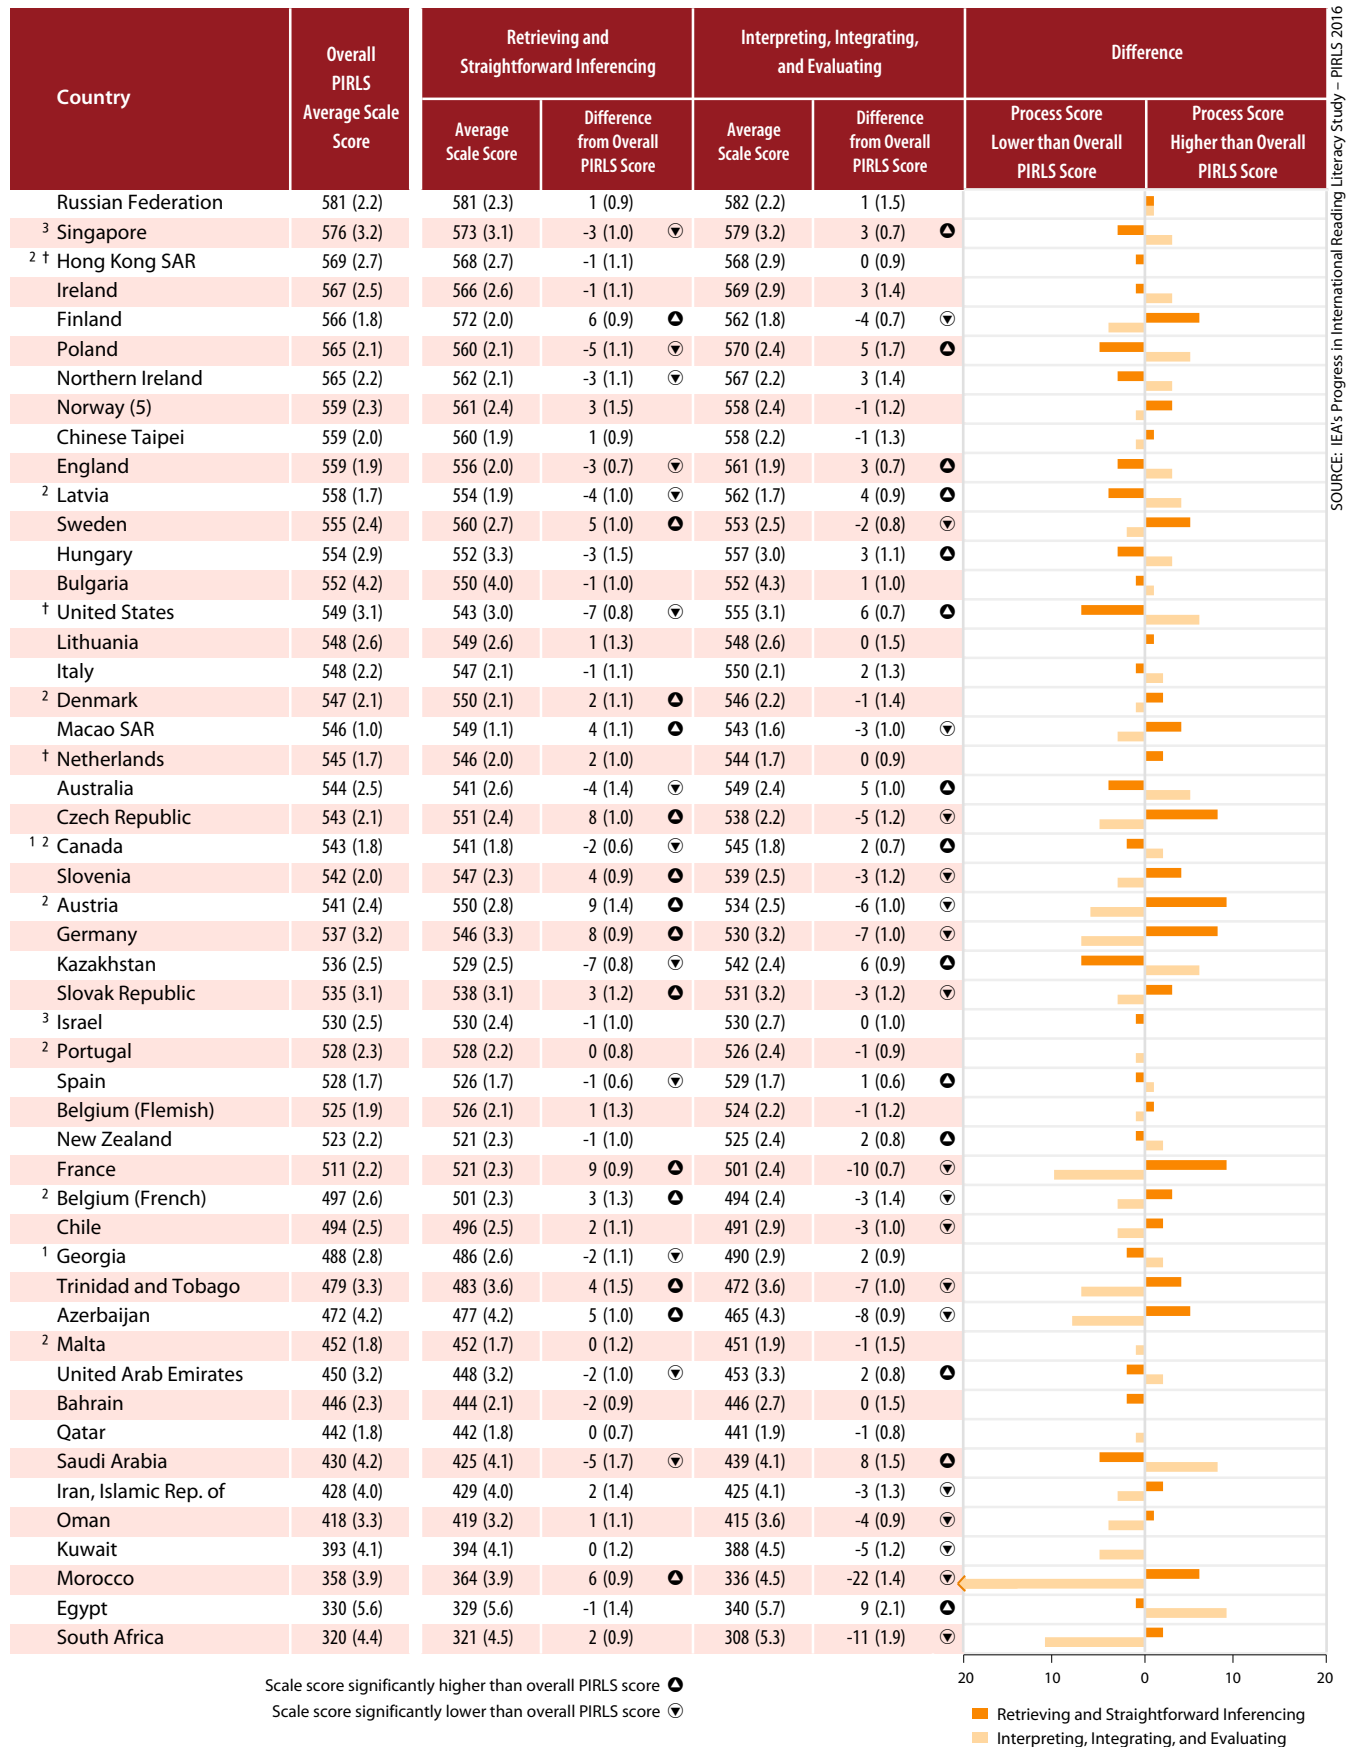 Country
Overall
PIRLS
Average Scale
Score
Retrieving and
Straightforward Inferencing
Interpreting, Integrating,
and Evaluating
Difference
Average
Scale Score
Difference
from Overall
PIRLS Score
Average
Scale Score
Difference
from Overall
PIRLS Score
Process Score
Lower than Overall
PIRLS Score
Process Score
Higher than Overall
PIRLS Score
Russian Federation 581 (2.2) 581 (2.3) 1 (0.9) 582 (2.2) 1 (1.5)
3 Singapore 576 (3.2) 573 (3.1) -3 (1.0) 579 (3.2) 3 (0.7)
2 † Hong Kong SAR 569 (2.7) 568 (2.7) -1 (1.1) 568 (2.9) 0 (0.9)
Ireland 567 (2.5) 566 (2.6) -1 (1.1) 569 (2.9) 3 (1.4)
Finland 566 (1.8) 572 (2.0) 6 (0.9) 562 (1.8) -4 (0.7)
Poland 565 (2.1) 560 (2.1) -5 (1.1) 570 (2.4) 5 (1.7)
Northern Ireland 565 (2.2) 562 (2.1) -3 (1.1) 567 (2.2) 3 (1.4)
Norway (5) 559 (2.3) 561 (2.4) 3 (1.5) 558 (2.4) -1 (1.2)
Chinese Taipei 559 (2.0) 560 (1.9) 1 (0.9) 558 (2.2) -1 (1.3)
England 559 (1.9) 556 (2.0) -3 (0.7) 561 (1.9) 3 (0.7)
2 Latvia 558 (1.7) 554 (1.9) -4 (1.0) 562 (1.7) 4 (0.9)
Sweden 555 (2.4) 560 (2.7) 5 (1.0) 553 (2.5) -2 (0.8)
Hungary 554 (2.9) 552 (3.3) -3 (1.5) 557 (3.0) 3 (1.1)
Bulgaria 552 (4.2) 550 (4.0) -1 (1.0) 552 (4.3) 1 (1.0)
† United States 549 (3.1) 543 (3.0) -7 (0.8) 555 (3.1) 6 (0.7)
Lithuania 548 (2.6) 549 (2.6) 1 (1.3) 548 (2.6) 0 (1.5)
Italy 548 (2.2) 547 (2.1) -1 (1.1) 550 (2.1) 2 (1.3)
2 Denmark 547 (2.1) 550 (2.1) 2 (1.1) 546 (2.2) -1 (1.4)
Macao SAR 546 (1.0) 549 (1.1) 4 (1.1) 543 (1.6) -3 (1.0)
† Netherlands 545 (1.7) 546 (2.0) 2 (1.0) 544 (1.7) 0 (0.9)
Australia 544 (2.5) 541 (2.6) -4 (1.4) 549 (2.4) 5 (1.0)
Czech Republic 543 (2.1) 551 (2.4) 8 (1.0) 538 (2.2) -5 (1.2)
1 2 Canada 543 (1.8) 541 (1.8) -2 (0.6) 545 (1.8) 2 (0.7)
Slovenia 542 (2.0) 547 (2.3) 4 (0.9) 539 (2.5) -3 (1.2)
2 Austria 541 (2.4) 550 (2.8) 9 (1.4) 534 (2.5) -6 (1.0)
Germany 537 (3.2) 546 (3.3) 8 (0.9) 530 (3.2) -7 (1.0)
Kazakhstan 536 (2.5) 529 (2.5) -7 (0.8) 542 (2.4) 6 (0.9)
Slovak Republic 535 (3.1) 538 (3.1) 3 (1.2) 531 (3.2) -3 (1.2)
3 Israel 530 (2.5) 530 (2.4) -1 (1.0) 530 (2.7) 0 (1.0)
2 Portugal 528 (2.3) 528 (2.2) 0 (0.8) 526 (2.4) -1 (0.9)
Spain 528 (1.7) 526 (1.7) -1 (0.6) 529 (1.7) 1 (0.6)
Belgium (Flemish) 525 (1.9) 526 (2.1) 1 (1.3) 524 (2.2) -1 (1.2)
New Zealand 523 (2.2) 521 (2.3) -1 (1.0) 525 (2.4) 2 (0.8)
France 511 (2.2) 521 (2.3) 9 (0.9) 501 (2.4) -10 (0.7)
2 Belgium (French) 497 (2.6) 501 (2.3) 3 (1.3) 494 (2.4) -3 (1.4)
Chile 494 (2.5) 496 (2.5) 2 (1.1) 491 (2.9) -3 (1.0)
1 Georgia 488 (2.8) 486 (2.6) -2 (1.1) 490 (2.9) 2 (0.9)
Trinidad and Tobago 479 (3.3) 483 (3.6) 4 (1.5) 472 (3.6) -7 (1.0)
Azerbaijan 472 (4.2) 477 (4.2) 5 (1.0) 465 (4.3) -8 (0.9)
2 Malta 452 (1.8) 452 (1.7) 0 (1.2) 451 (1.9) -1 (1.5)
United Arab Emirates 450 (3.2) 448 (3.2) -2 (1.0) 453 (3.3) 2 (0.8)
Bahrain 446 (2.3) 444 (2.1) -2 (0.9) 446 (2.7) 0 (1.5)
Qatar 442 (1.8) 442 (1.8) 0 (0.7) 441 (1.9) -1 (0.8)
Saudi Arabia 430 (4.2) 425 (4.1) -5 (1.7) 439 (4.1) 8 (1.5)
Iran, Islamic Rep. of 428 (4.0) 429 (4.0) 2 (1.4) 425 (4.1) -3 (1.3)
Oman 418 (3.3) 419 (3.2) 1 (1.1) 415 (3.6) -4 (0.9)
Kuwait 393 (4.1) 394 (4.1) 0 (1.2) 388 (4.5) -5 (1.2)
Morocco 358 (3.9) 364 (3.9) 6 (0.9) 336 (4.5) -22 (1.4)
Egypt 330 (5.6) 329 (5.6) -1 (1.4) 340 (5.7) 9 (2.1)
South Africa 320 (4.4) 321 (4.5) 2 (0.9) 308 (5.3) -11 (1.9)
20 10 0 10 20
Scale score significantly higher than overall PIRLS score
Scale score significantly lower than overall PIRLS score
Retrieving and Straightforward Inferencing
Interpreting, Integrating, and Evaluating
SOURCE: IEA's Progress in International Reading Literacy Study – PIRLS 2016